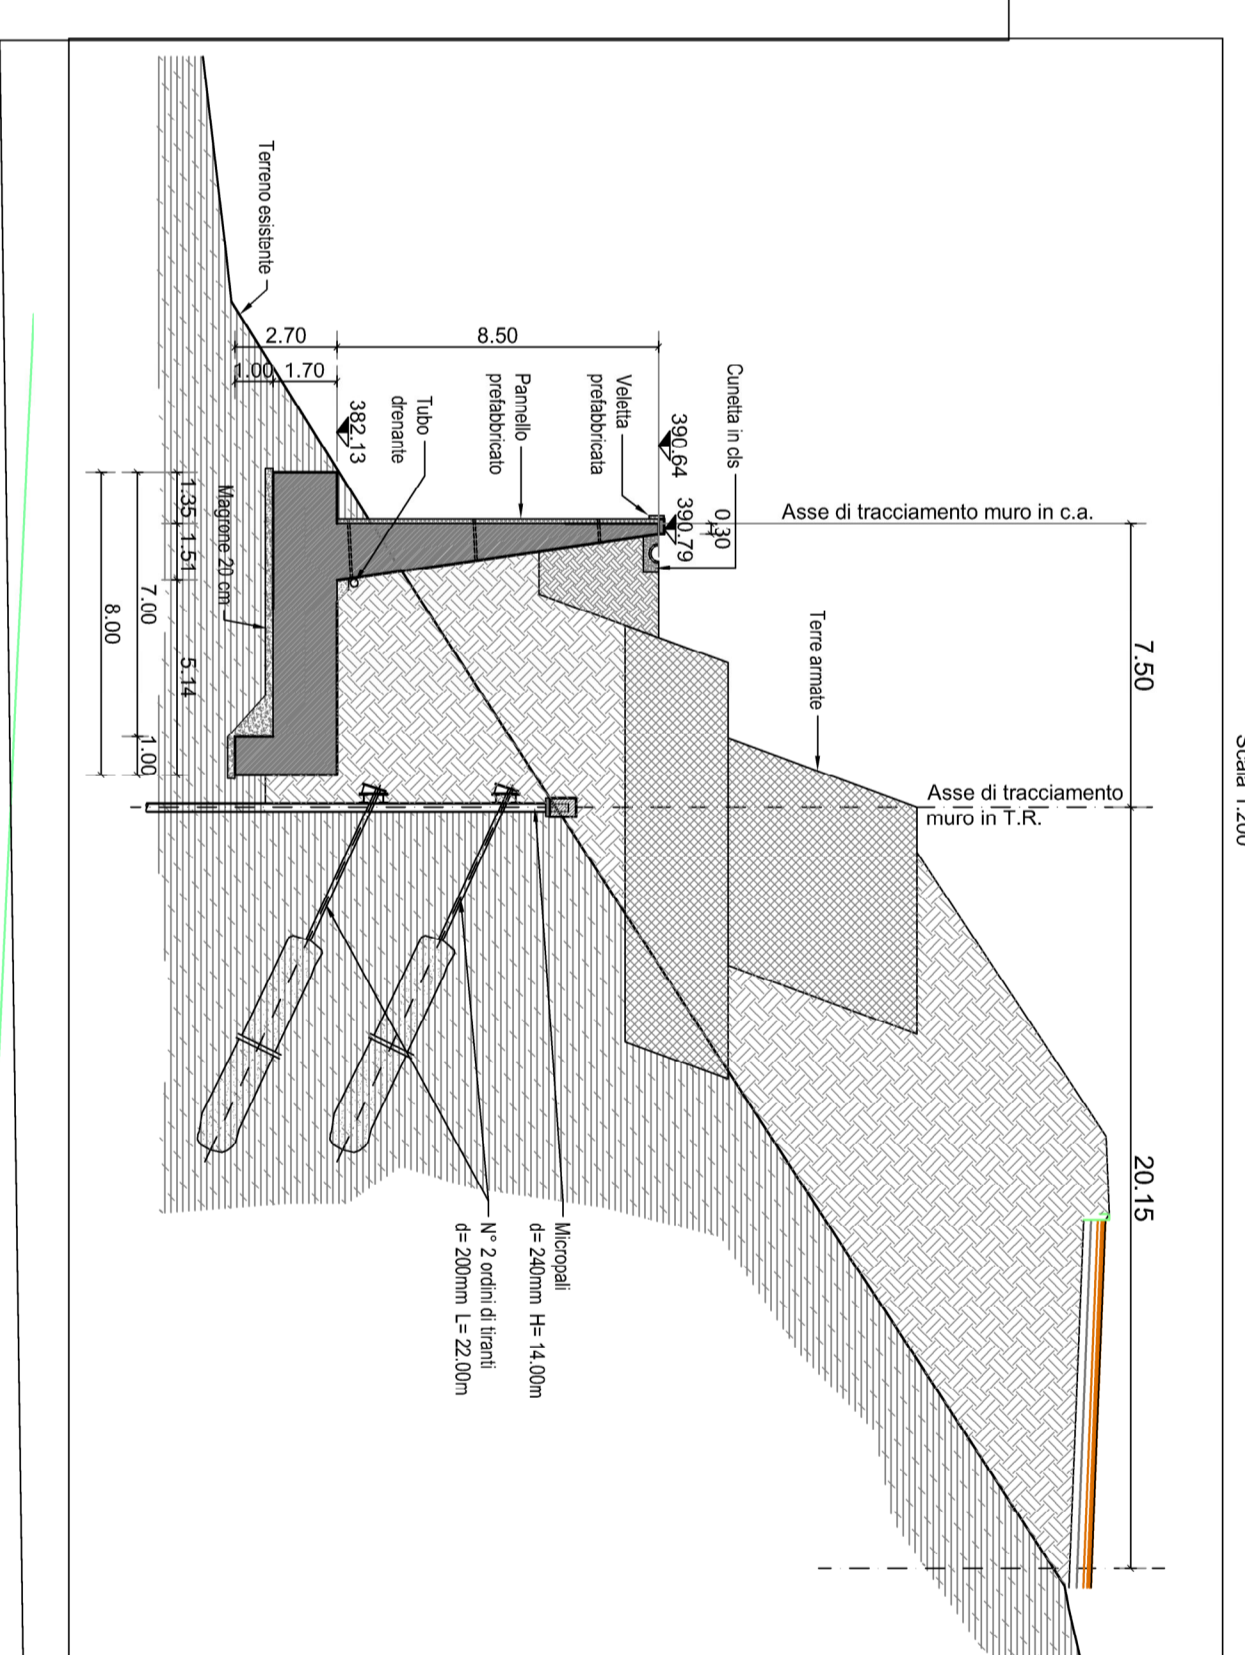 Scala 1:200
Asse di tracciamento muro in c.a.
Asse di tracciamento
muro in T.R.
7.50
20.15
Terre armate
Cunetta in cls
0.30
390.79
390.64
Veletta
prefabbricata
Pannello
prefabbricato
Tubo
drenante
382.13
8.50
2.70
1.00
1.70
Terreno esistente
1.35
1.51
5.14
Magrone 20 cm
7.00
1.00
8.00
Micropali
d= 240mm H= 14.00m
N° 2 ordini di tiranti
d= 200mm L= 22.00m